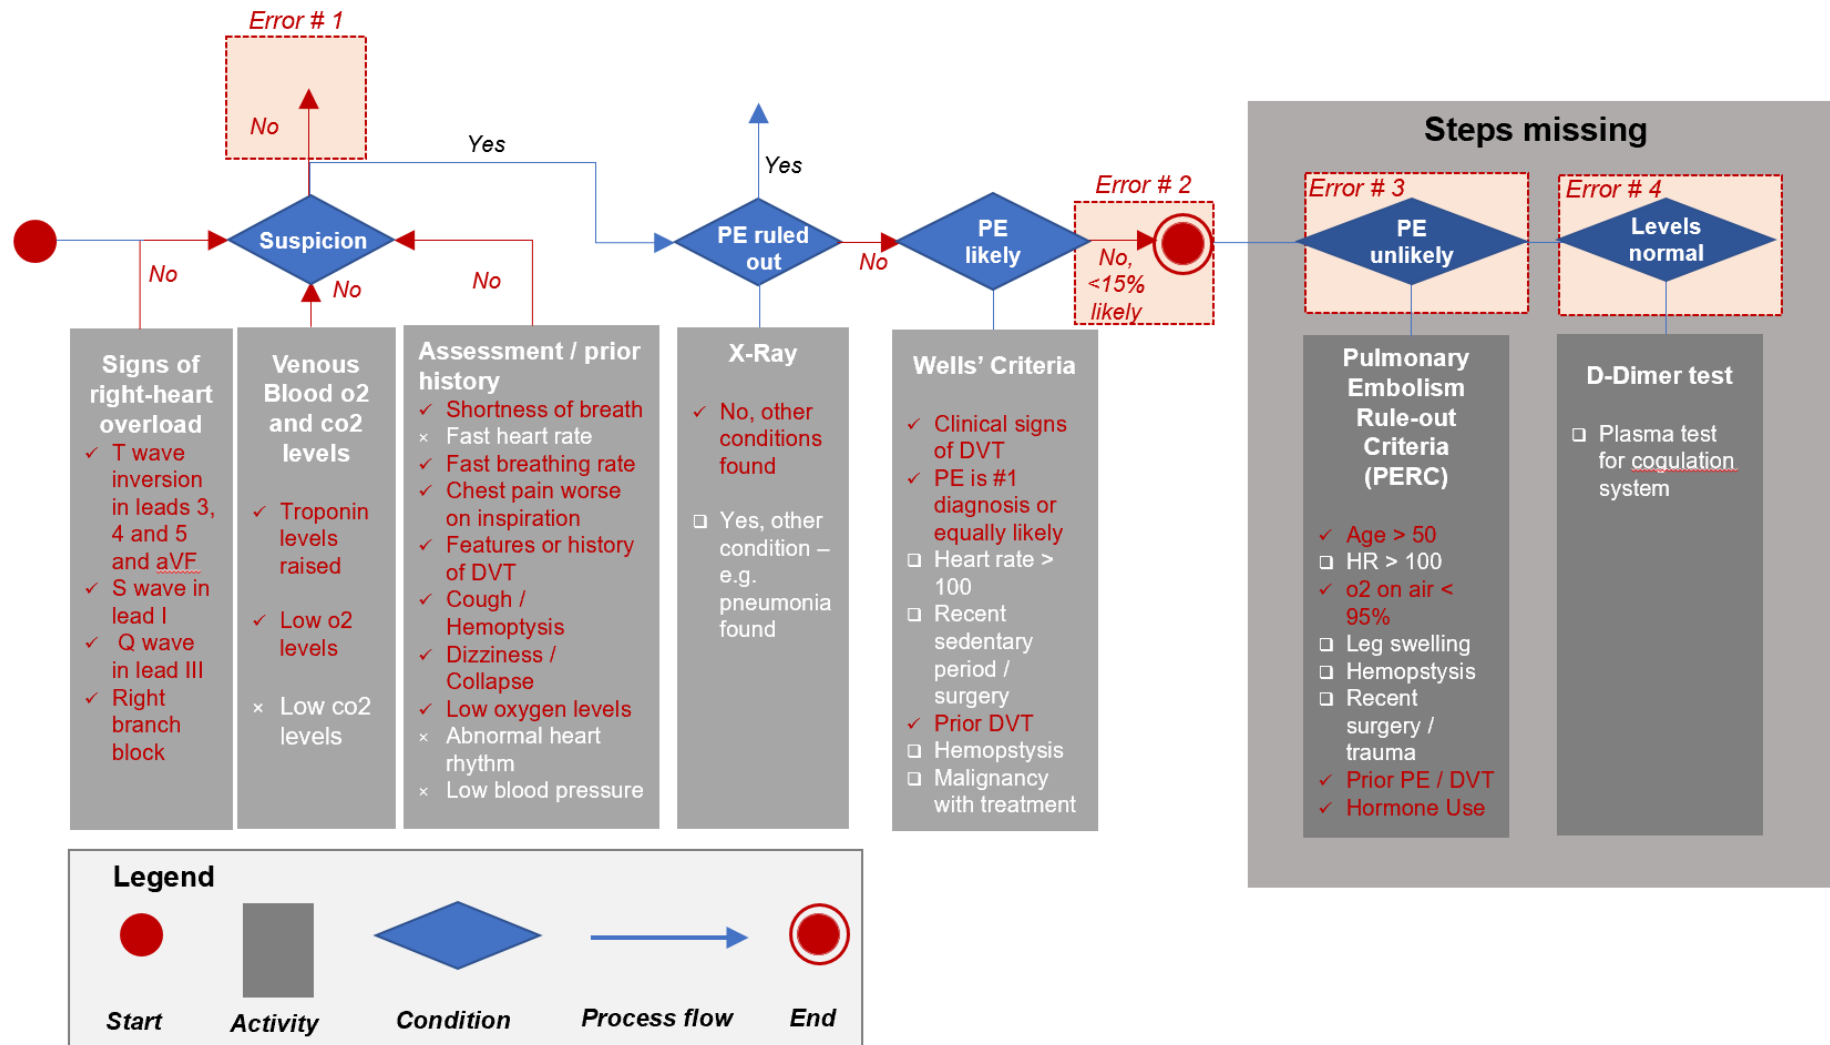 Error # 1
No
Yes
Yes
Suspicion
No
No
No
PE ruled
out
No
PE
likely
Error # 2
No,
<15%
likely
Steps missing
Error # 3
PE
unlikely
Error # 4
Levels
normal
Signs of
right-heart
overload
✓ T wave
inversion
in leads 3,
4 and 5
and aVF
✓ S wave in
lead I
✓ Q wave
in lead III
✓ Right
branch
block
Venous
Blood o2
and co2
levels
✓ Troponin
levels
raised
✓ Low o2
levels
× Low co2
levels
Assessment / prior
history
✓ Shortness of breath
× Fast heart rate
✓ Fast breathing rate
✓ Chest pain worse
on inspiration
✓ Features or history
of DVT
✓ Cough /
Hemoptysis
✓ Dizziness /
Collapse
✓ Low oxygen levels
× Abnormal heart
rhythm
× Low blood pressure
X-Ray
✓ No, other
conditions
found
❑ Yes, other
condition –
e.g.
pneumonia
found
Wells’ Criteria
✓ Clinical signs
of DVT
✓ PE is #1
diagnosis or
equally likely
❑ Heart rate >
100
❑ Recent
sedentary
period /
surgery
✓ Prior DVT
❑ Hemopstysis
❑ Malignancy
with treatment
Pulmonary
Embolism
Rule-out
Criteria
(PERC)
✓ Age > 50
❑ HR > 100
✓ o2 on air <
95%
❑ Leg swelling
❑ Hemopstysis
❑ Recent
surgery /
trauma
✓ Prior PE / DVT
✓ Hormone Use
D-Dimer test
❑ Plasma test
for cogulation
system
Legend
Start
Activity
Condition
Process flow
End